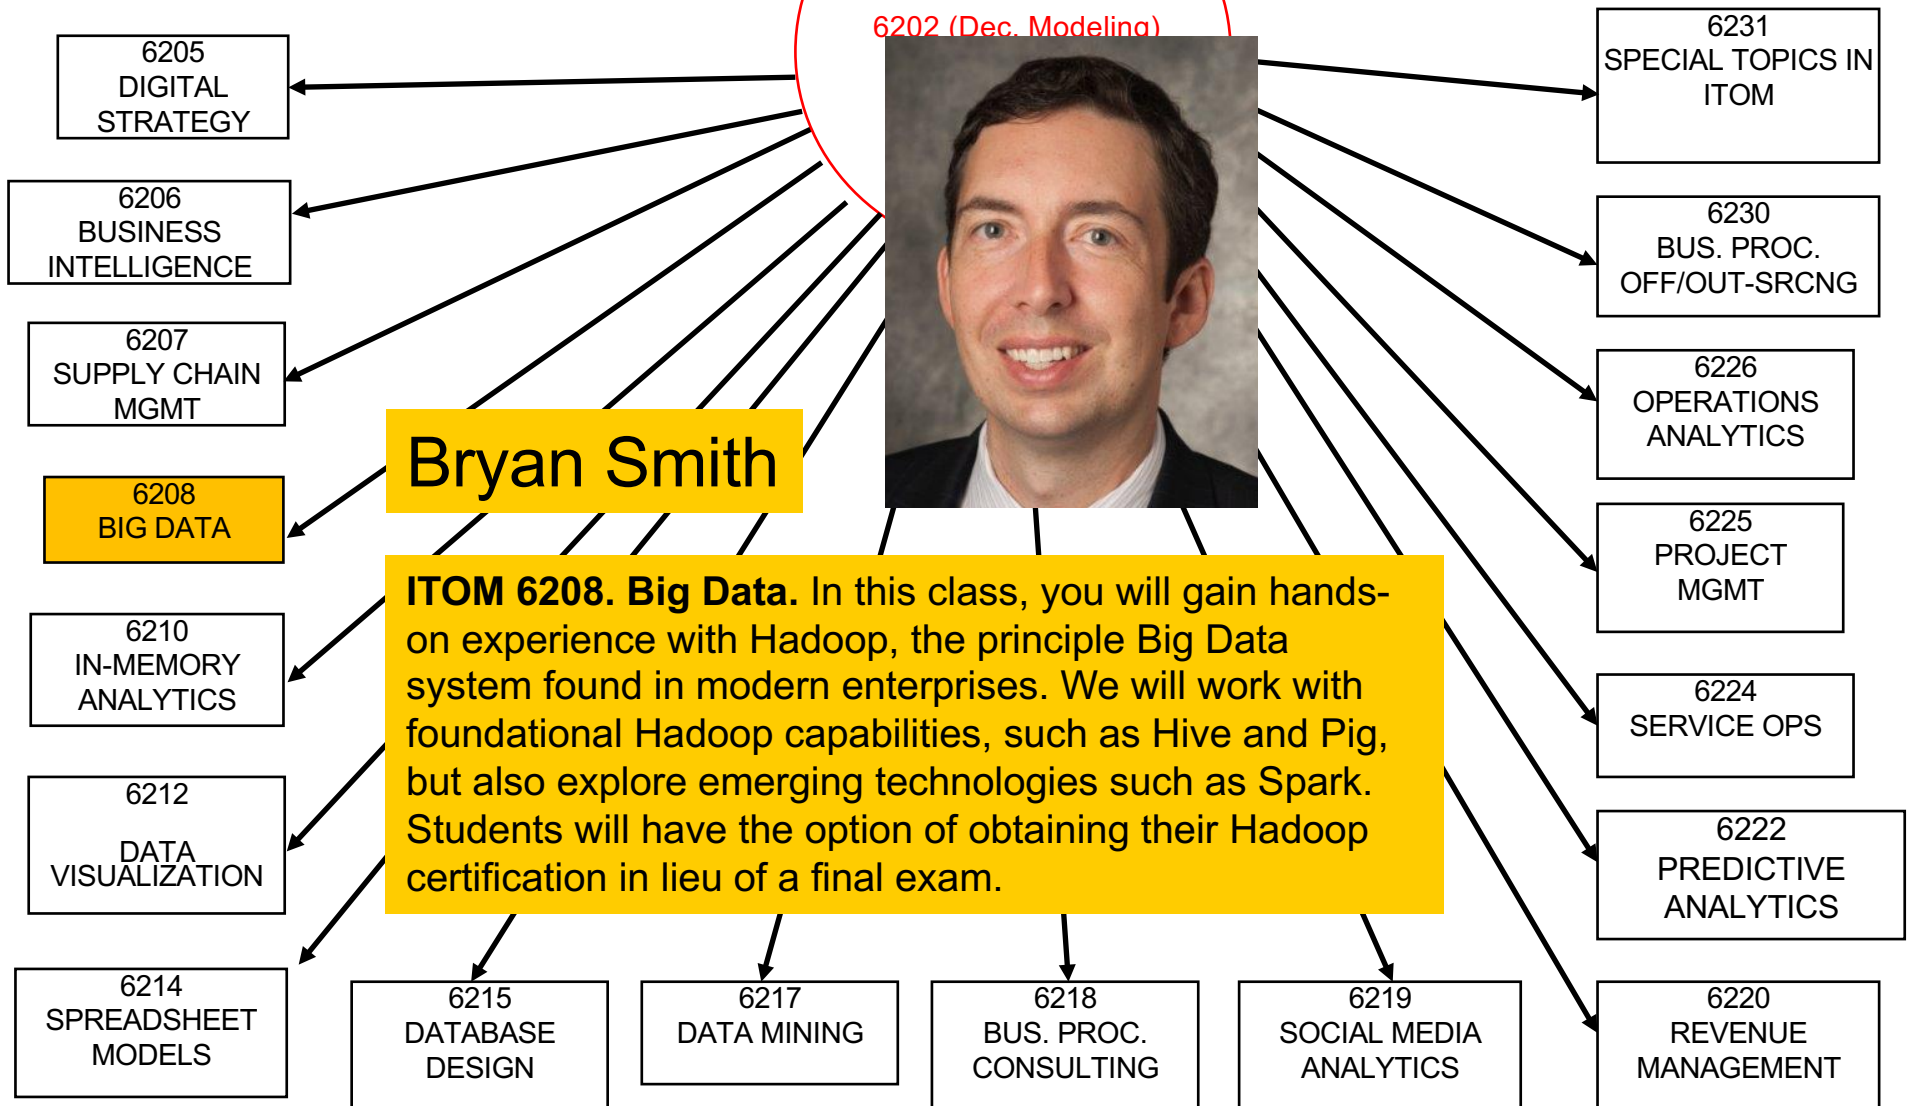 6202 (Dec. Modeling)
6205
DIGITAL
STRATEGY
6206
BUSINESS
INTELLIGENCE
6207
SUPPLY CHAIN
MGMT
6208
BIG DATA
6210
IN-MEMORY
ANALYTICS
6212
DATA
VISUALIZATION
6214
SPREADSHEET
MODELS
Bryan Smith
ITOM 6208. Big Data. In this class, you will gain hands-
on experience with Hadoop, the principle Big Data
system found in modern enterprises. We will work with
foundational Hadoop capabilities, such as Hive and Pig,
but also explore emerging technologies such as Spark.
Students will have the option of obtaining their Hadoop
certification in lieu of a final exam.
6215
DATABASE
DESIGN
6217
DATA MINING
6218
BUS. PROC.
CONSULTING
6219
SOCIAL MEDIA
ANALYTICS
6231
SPECIAL TOPICS IN
ITOM
6230
BUS. PROC.
OFF/OUT-SRCNG
6226
OPERATIONS
ANALYTICS
6225
PROJECT
MGMT
6224
SERVICE OPS
6222
PREDICTIVE
ANALYTICS
6220
REVENUE
MANAGEMENT